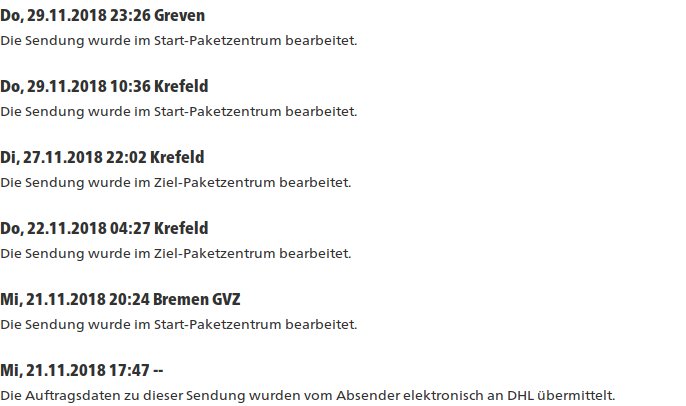 Do, 29.11.2018 23:26 Greven
Die Sendung wurde im Start-Paketzentrum bearbeitet.
Do, 29.11.2018 10:36 Krefeld
Die Sendung wurde im Start-Paketzentrum bearbeitet.
Di, 27.11.2018 22:02 Krefeld
Die Sendung wurde im Ziel-Paketzentrum bearbeitet.
Do, 22.11.2018 04:27 Krefeld
Die Sendung wurde im Ziel-Paketzentrum bearbeitet.
Mi, 21.11.2018 20:24 Bremen GVZ
Die Sendung wurde im Start-Paketzentrum bearbeitet.
Mi, 21.11.2018 17:47 --
Die Auftragsdaten zu dieser Sendung wurden vom Absender elektronisch an DHL übermittelt.